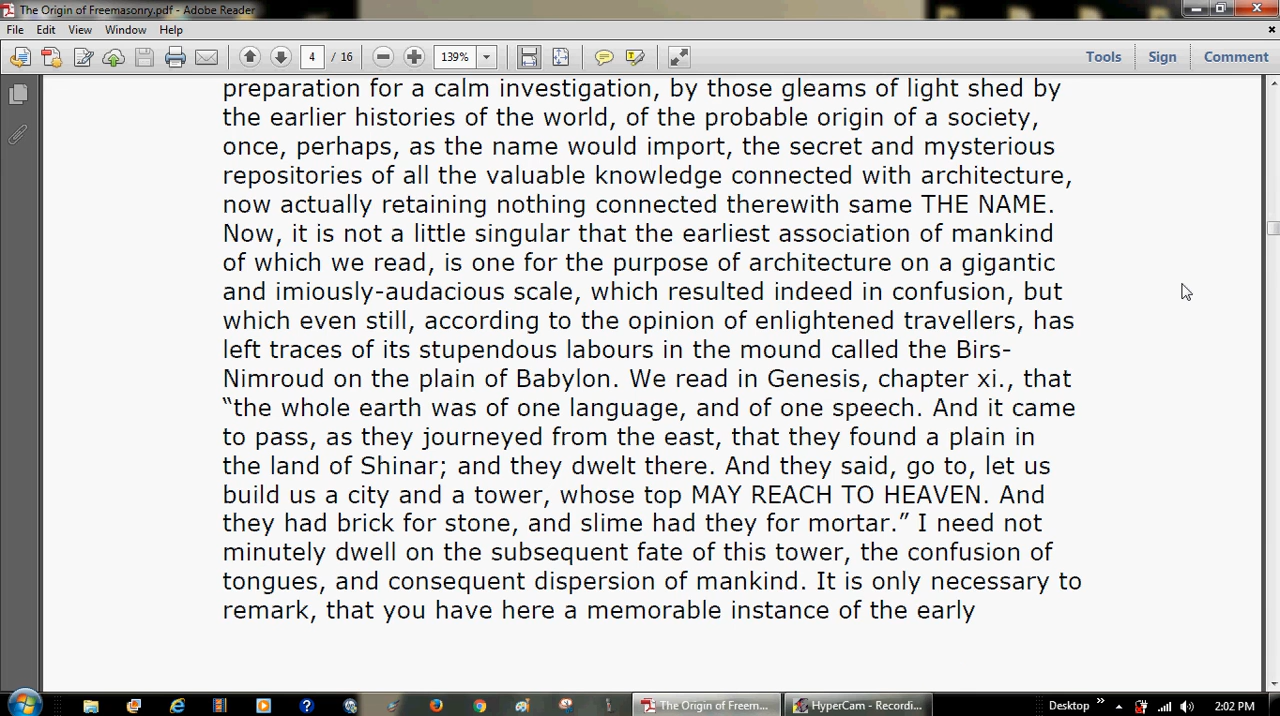 The Origin of Freemasonry.pdf - Adobe Reader
File Edit View Window Help
4 / 16 139% Tools Sign Comment
preparation for a calm investigation, by those gleams of light shed by
the earlier histories of the world, of the probable origin of a society,
once, perhaps, as the name would import, the secret and mysterious
repositories of all the valuable knowledge connected with architecture,
now actually retaining nothing connected therewith same THE NAME.
Now, it is not a little singular that the earliest association of mankind
of which we read, is one for the purpose of architecture on a gigantic
and imiously-audacious scale, which resulted indeed in confusion, but
which even still, according to the opinion of enlightened travellers, has
left traces of its stupendous labours in the mound called the Birs-
Nimroud on the plain of Babylon. We read in Genesis, chapter xi., that
“the whole earth was of one language, and of one speech. And it came
to pass, as they journeyed from the east, that they found a plain in
the land of Shinar; and they dwelt there. And they said, go to, let us
build us a city and a tower, whose top MAY REACH TO HEAVEN. And
they had brick for stone, and slime had they for mortar.” I need not
minutely dwell on the subsequent fate of this tower, the confusion of
tongues, and consequent dispersion of mankind. It is only necessary to
remark, that you have here a memorable instance of the early
The Origin of Freem... HyperCam - Recordi... Desktop » 2:02 PM